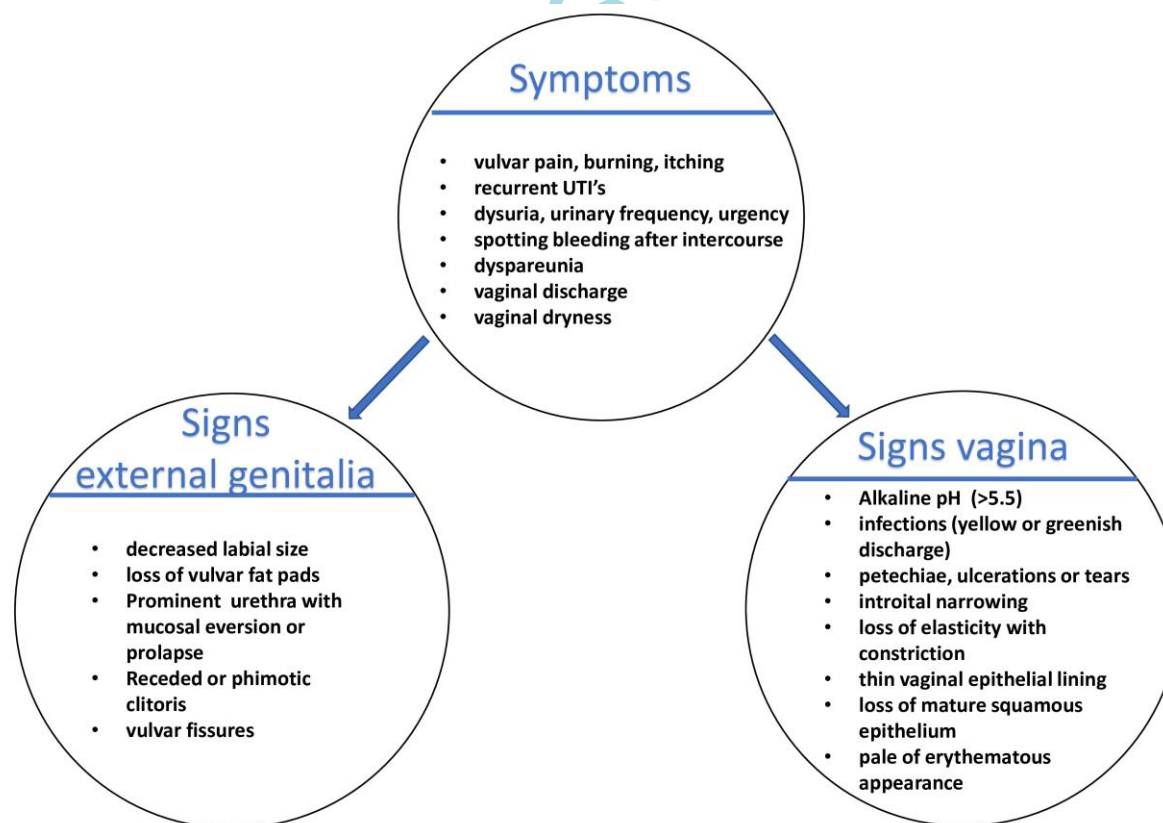 Symptoms
• vulvar pain, burning, itching
• recurrent UTI’s
• dysuria, urinary frequency, urgency
• spotting bleeding after intercourse
• dyspareunia
• vaginal discharge
• vaginal dryness
Signs
external genitalia
• decreased labial size
• loss of vulvar fat pads
• Prominent urethra with
mucosal eversion or
prolapse
• Receded or phimotic
clitoris
• vulvar fissures
Signs vagina
• Alkaline pH (>5.5)
• infections (yellow or greenish
discharge)
• petechiae, ulcerations or tears
• introital narrowing
• loss of elasticity with
constriction
• thin vaginal epithelial lining
• loss of mature squamous
epithelium
• pale of erythematous
appearance